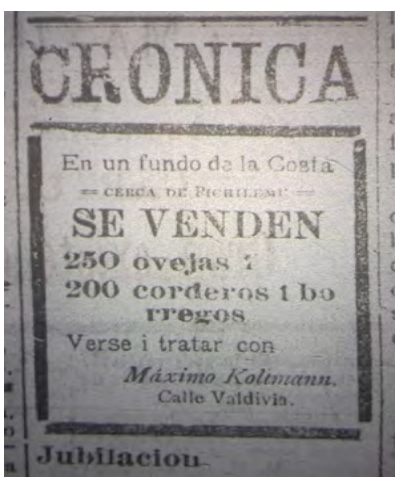 CRONICA
En un fundo de la Costa
== CERCA DE PICHILEMU ==
SE VENDEN
250 ovejas i
200 corderos i bo
rregos
Verse i tratar con
Máximo Koltmann.
Calle Valdivia.
Jubilacion